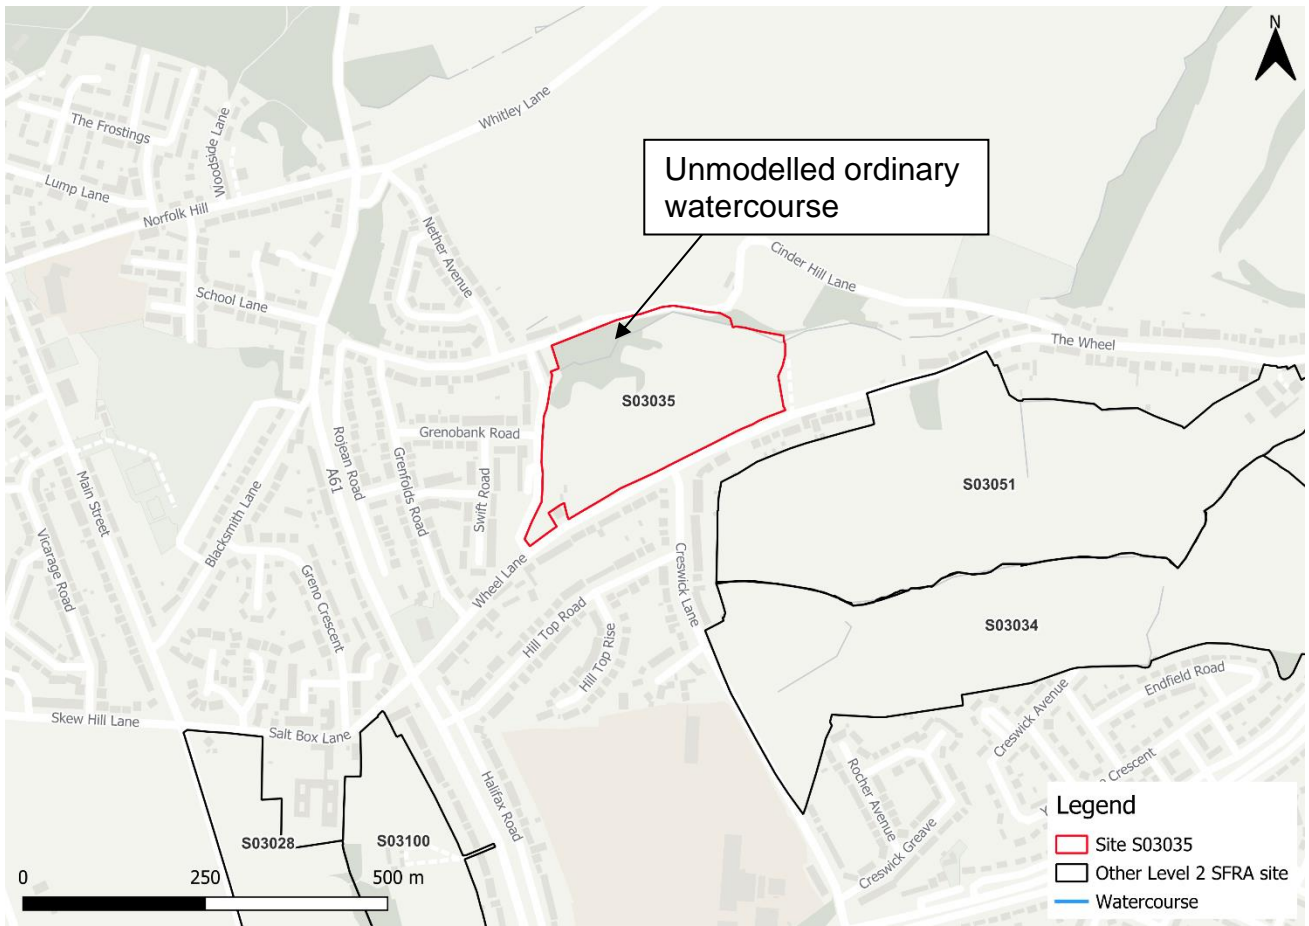 N
Whitley Lane
The Frostings
Woodspide Lane
Lump Lane
Norfolk Hill
Unmodelled ordinary
watercourse
Nether Avenue
Cinder Hill Lane
School Lane
The Wheel
S03035
Grenobank Road
Rojean Road
A61
Grenfolds Road
Swift Road
Main Street
Blacksmith Lane
Vicarage Road
Greno Crescent
Wheel Lane
Hill Top Road
Hill Top Rise
Creswick Lane
S03051
S03034
Endfield Road
Creswick Avenue
Crescent
Skew Hill Lane
Salt Box Lane
Halifax Road
Rocher Avenue
Creswick Greave
S03028
S03100
0 250 500 m
Legend
Site S03035
Other Level 2 SFRA site
Watercourse